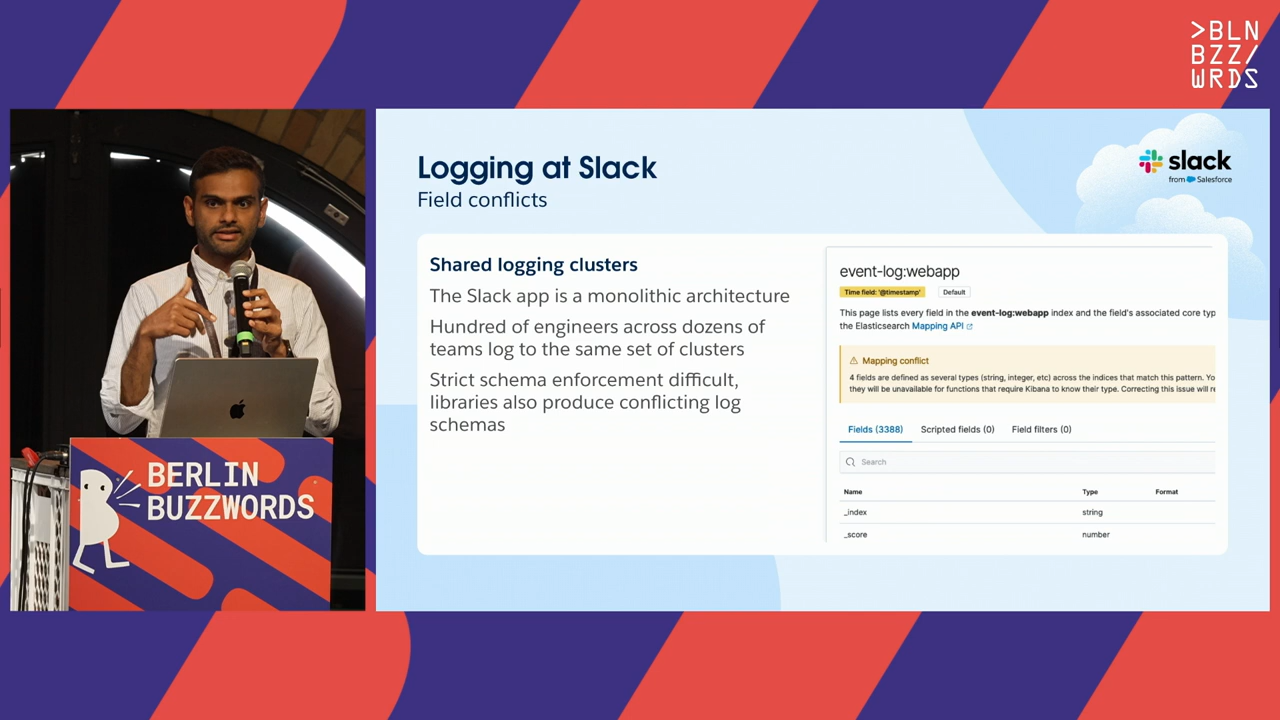 >BLN
BZZ/
WRDS
Logging at Slack
Field conflicts
slack
from Salesforce
Shared logging clusters
The Slack app is a monolithic architecture
Hundred of engineers across dozens of
teams log to the same set of clusters
Strict schema enforcement difficult,
libraries also produce conflicting log
schemas
event-log:webapp
Time field: '@timestamp' Default
This page lists every field in the event-log:webapp index and the field's associated core typ
the Elasticsearch Mapping API
Mapping conflict
4 fields are defined as several types (string, integer, etc) across the indices that match this pattern. Yo
they will be unavailable for functions that require Kibana to know their type. Correcting this issue will re
Fields (3388) Scripted fields (0) Field filters (0)
Search
Name Type Format
_index string
_score number
BERLIN
BUZZWORDS